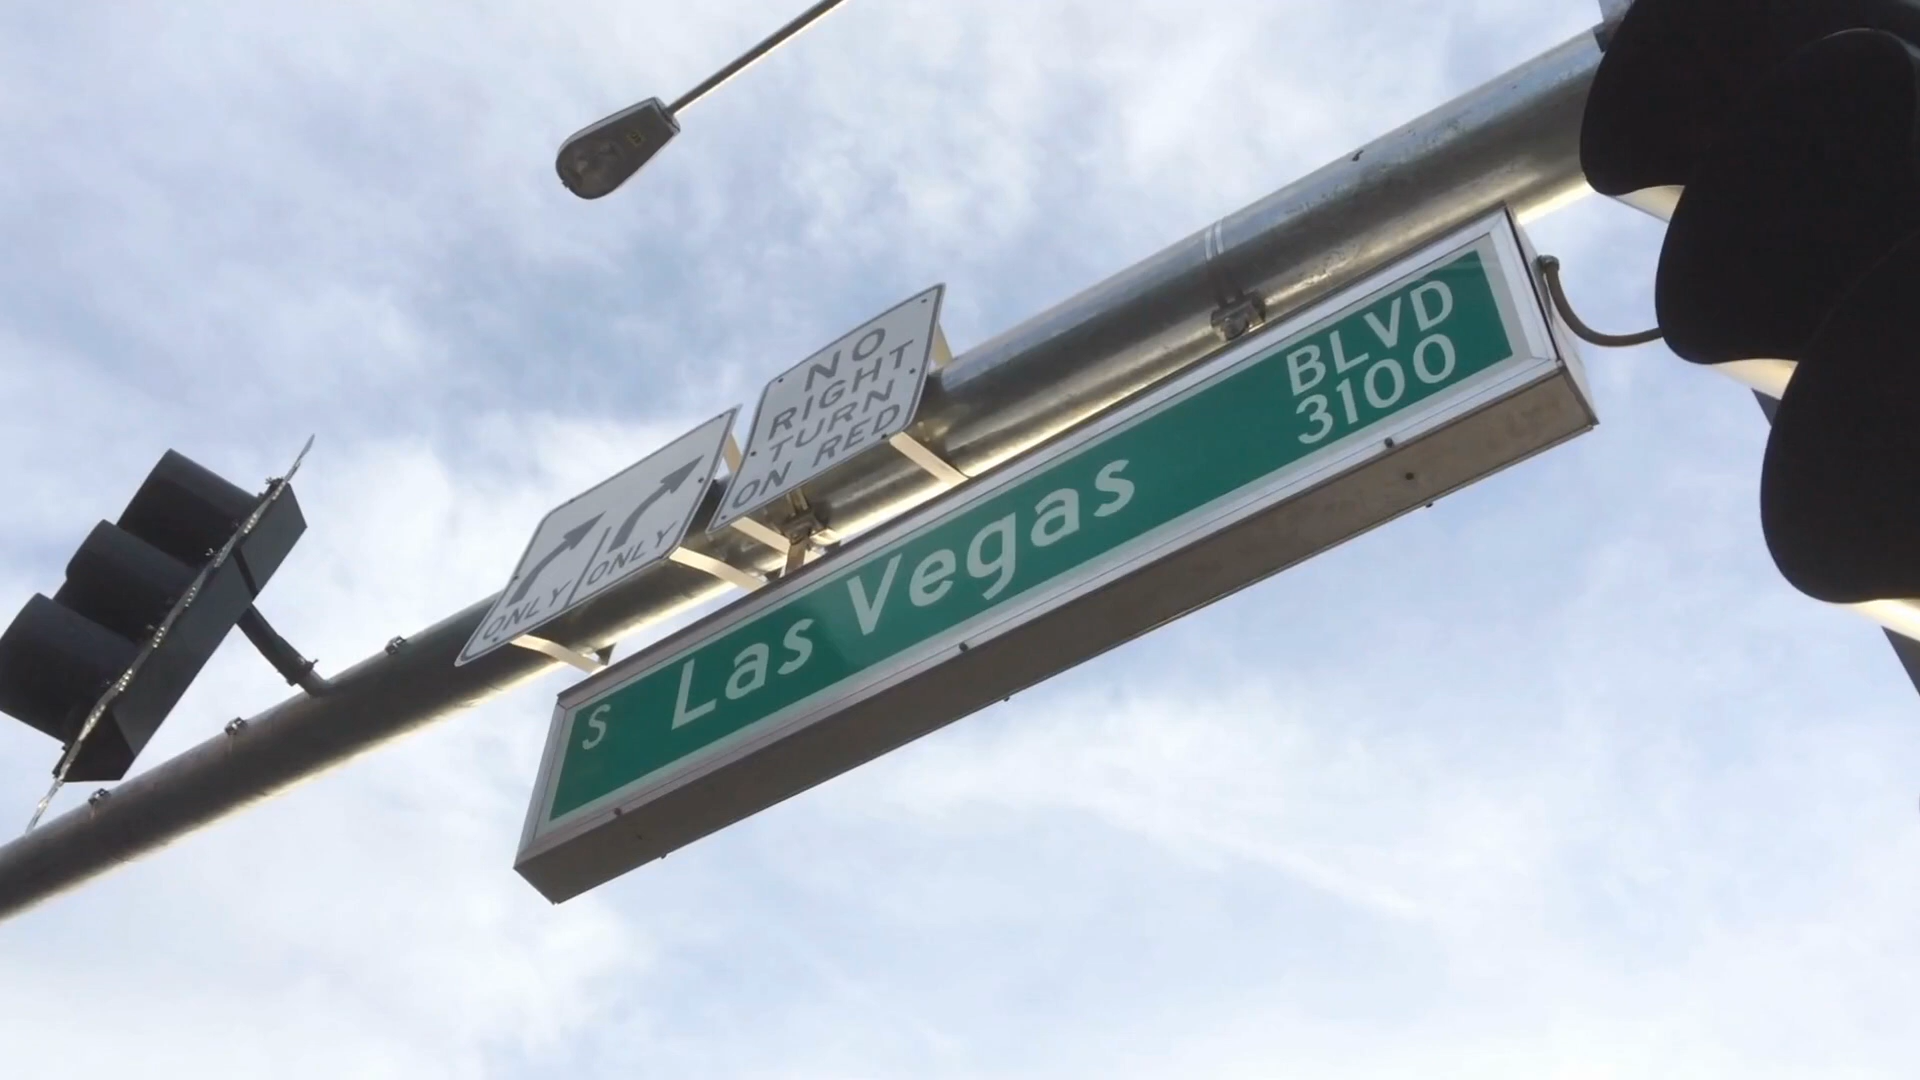 NO
RIGHT
TURN
ON RED
ONLY ONLY
S Las Vegas BLVD
3100